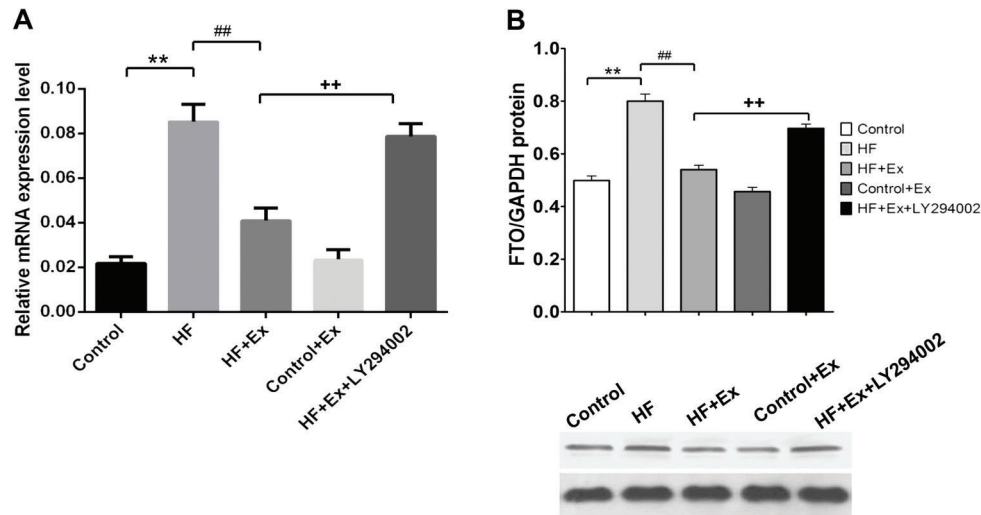 A
Relative mRNA expression level
0.10
0.08
0.06
0.04
0.02
0.00
**
##
++
Control
HF
HF+Ex
Control+Ex
HF+Ex+LY294002
B
FTO/GAPDH protein
1.0
0.8
0.6
0.4
0.2
0.0
**
##
++
Control
HF
HF+Ex
Control+Ex
HF+Ex+LY294002
Control
HF
HF+Ex
Control+Ex
HF+Ex+LY294002